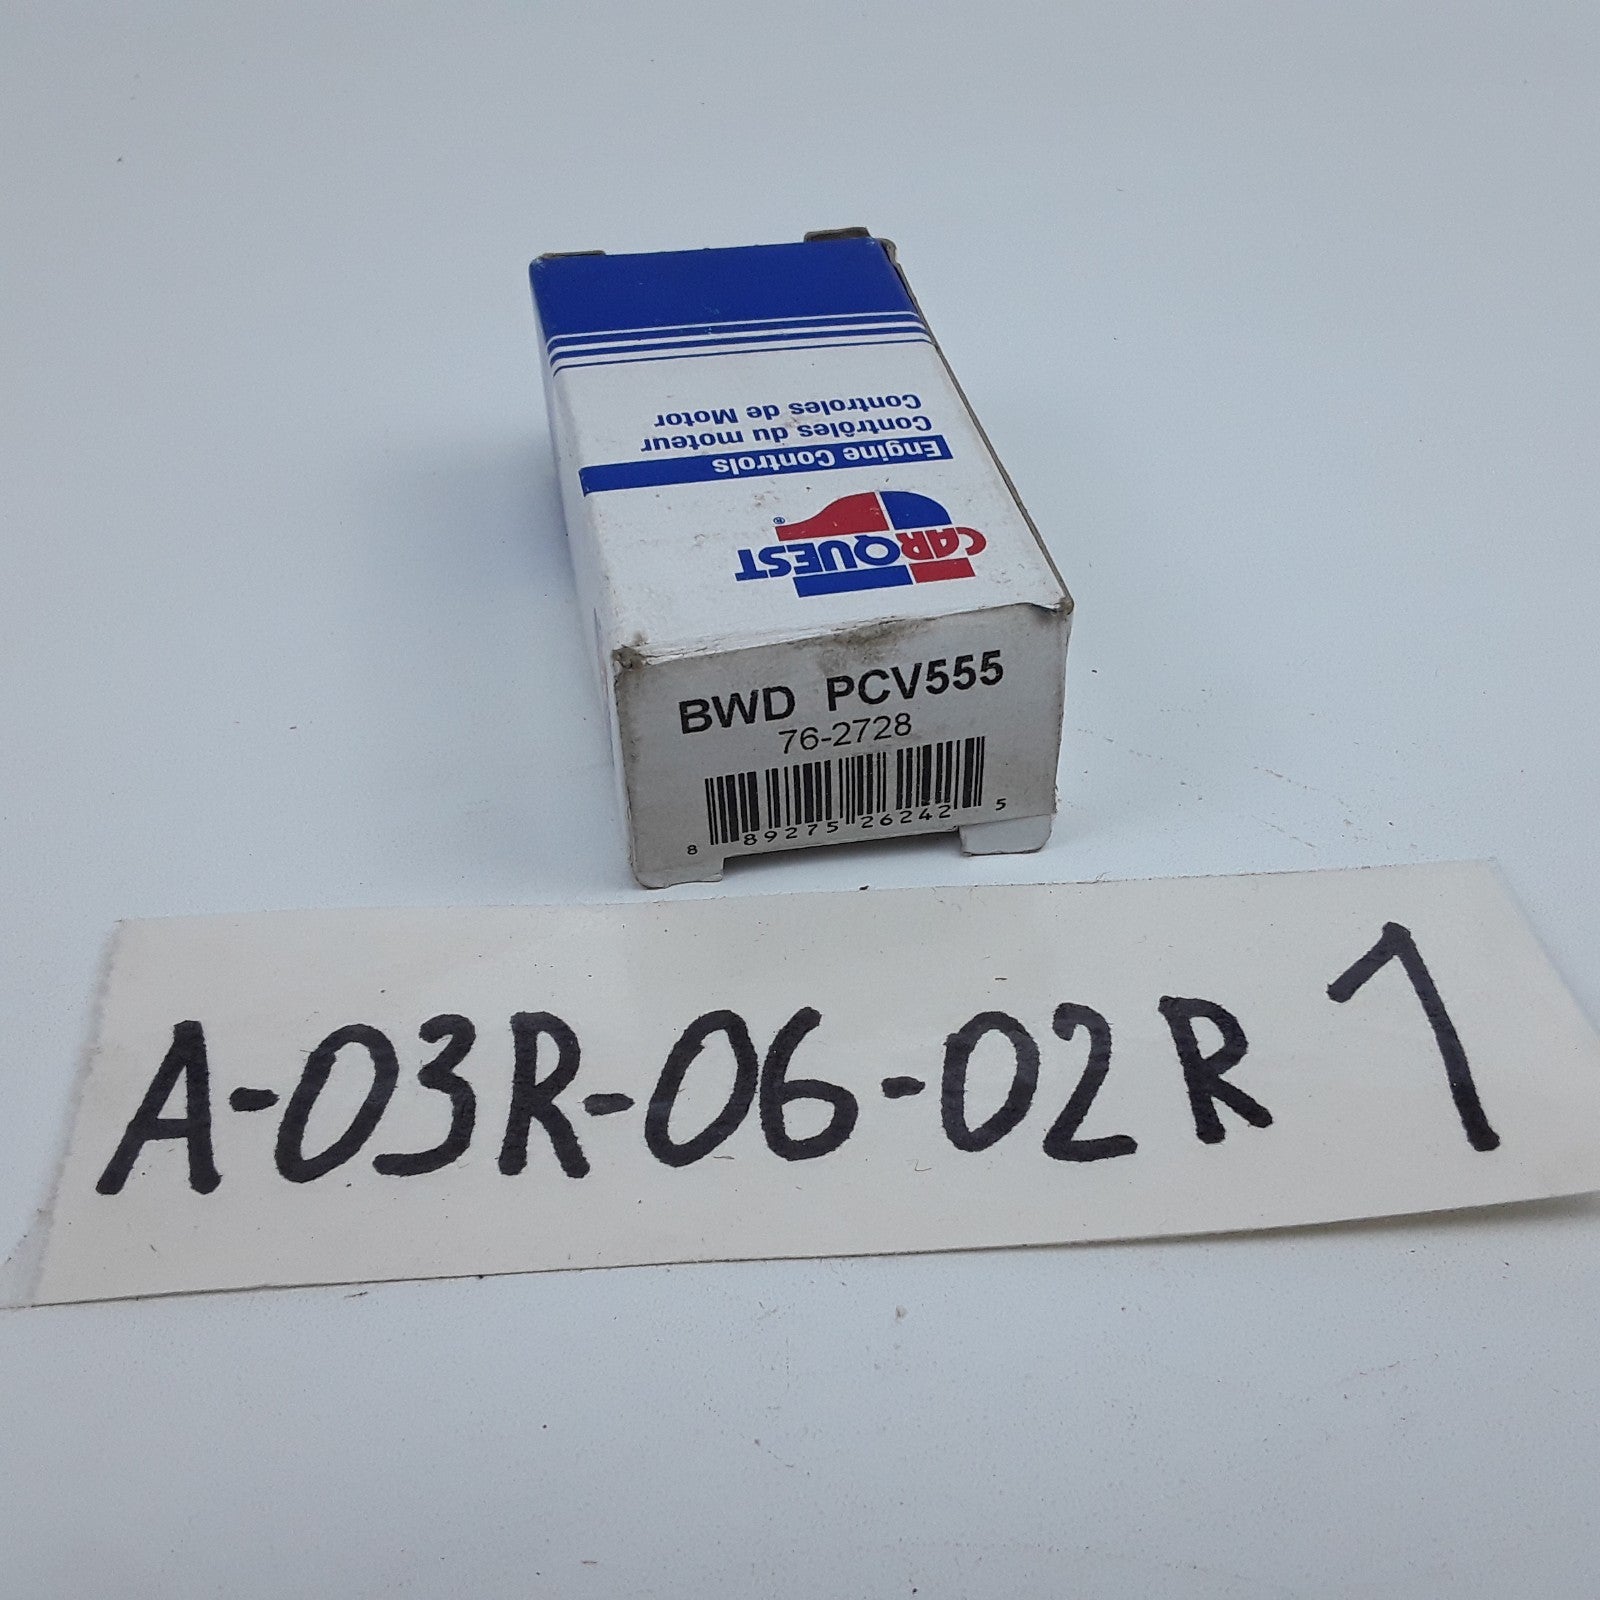 CARQUEST®
Engine Controls
Contrôles du moteur
Controles de Motor
BWD PCV555
76-2728
8 89275 26242 5
A-03R-06-02R 1